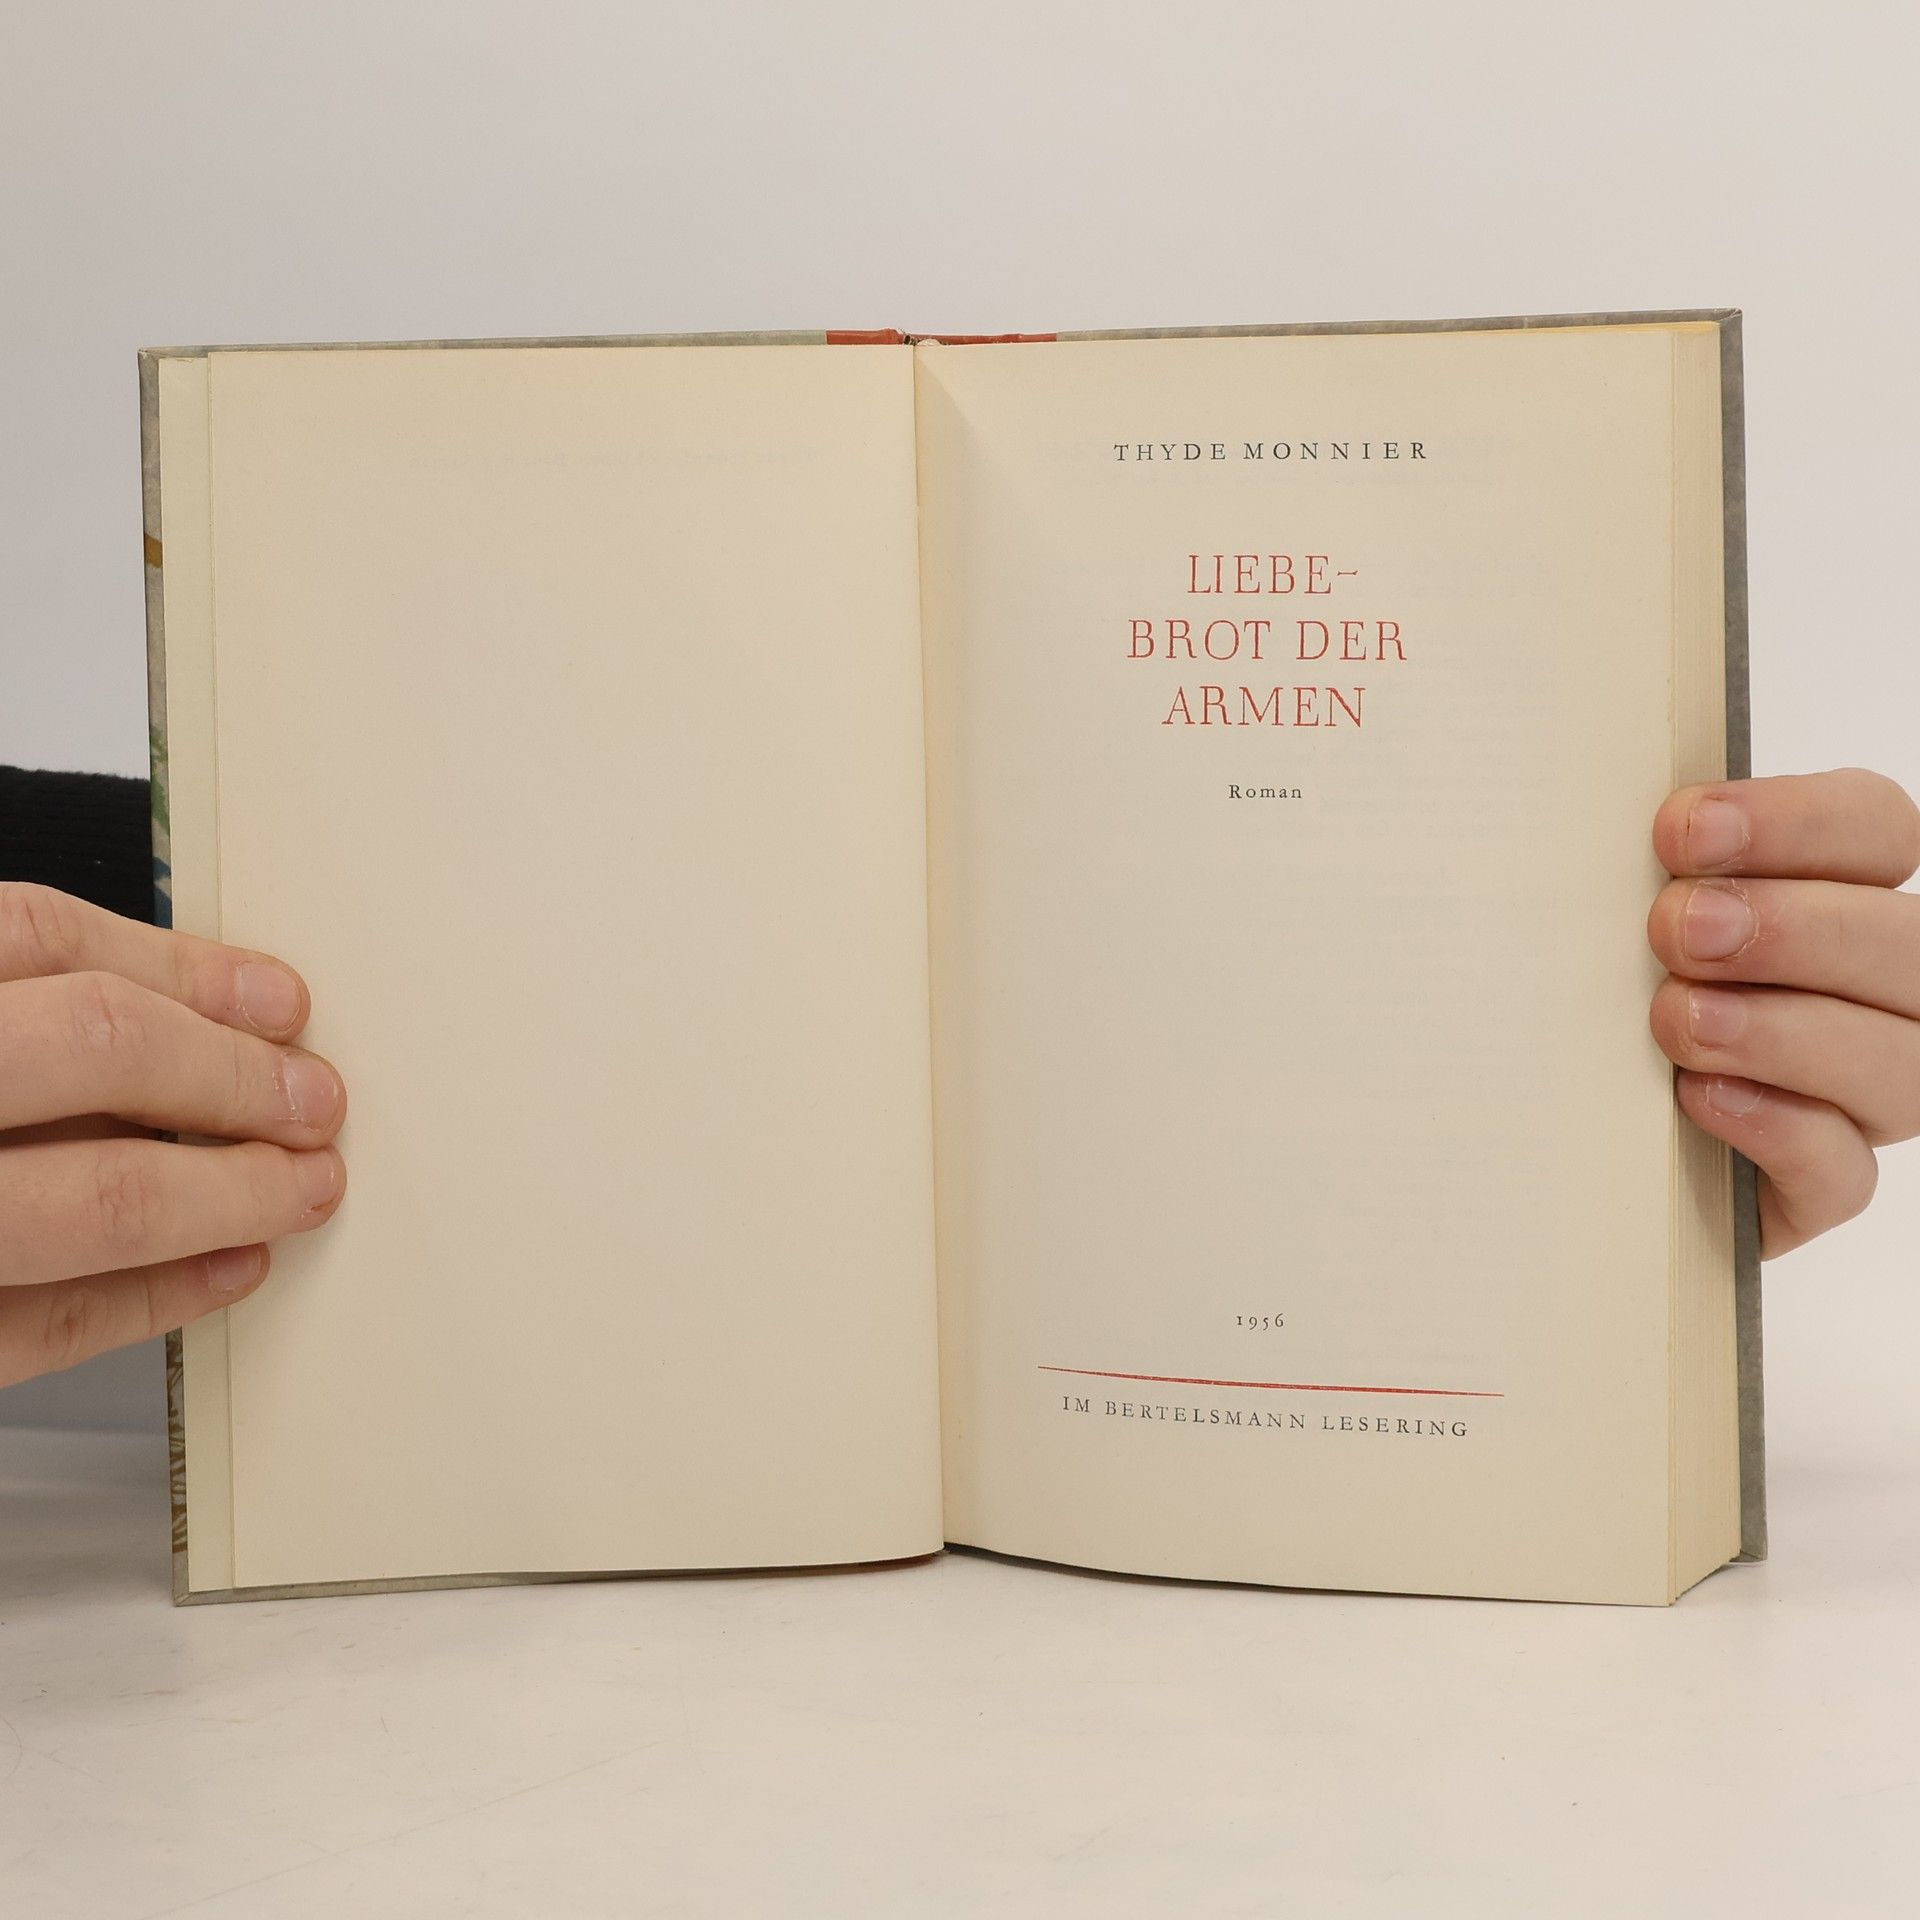 THYDE MONNIER
LIEBE-
BROT DER
ARMEN
Roman
1956
IM BERTELSMANN LESERING